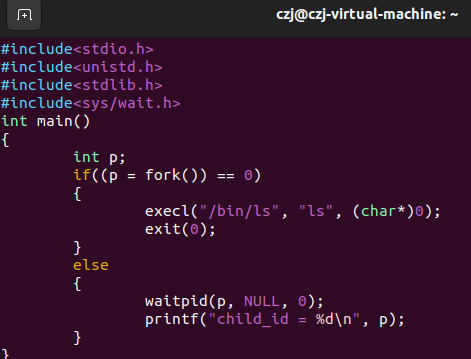 czj@czj-virtual-machine: ~
#include<stdio.h>
#include<unistd.h>
#include<stdlib.h>
#include<sys/wait.h>
int main()
{
        int p;
        if((p = fork()) == 0)
        {
                execl("/bin/ls", "ls", (char*)0);
                exit(0);
        }
        else
        {
                waitpid(p, NULL, 0);
                printf("child_id = %d\n", p);
        }
}